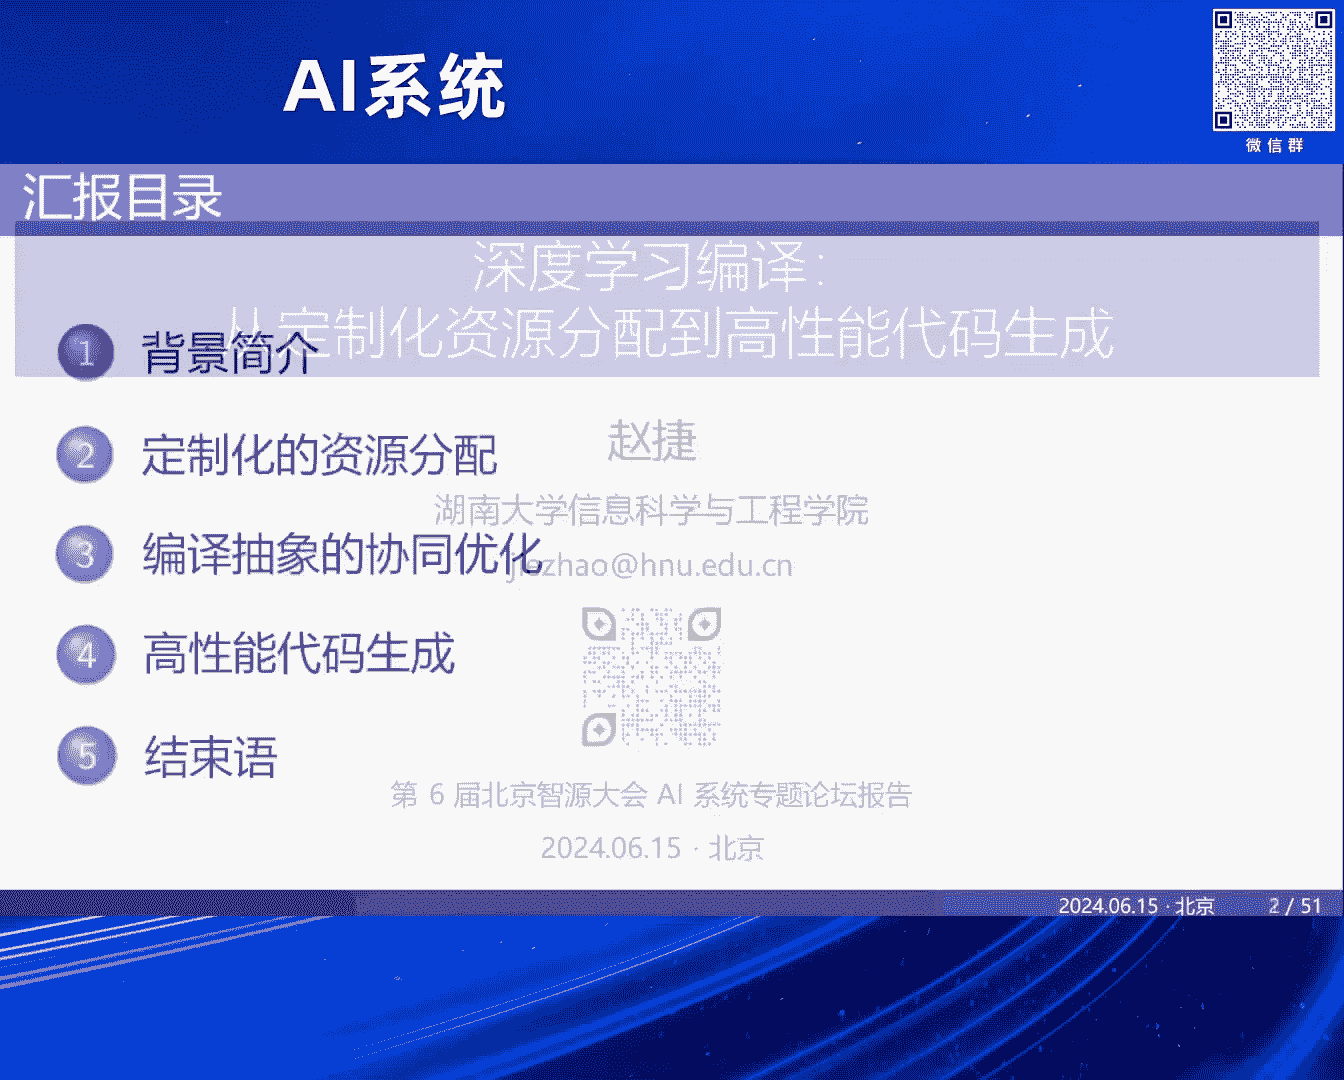 AI系统
微信群
汇报目录
深度学习编译：
从定制化资源分配到高性能代码生成
1 背景简介
赵捷
2 定制化的资源分配
湖南大学信息科学与工程学院
3 编译抽象的协同优化
jiezhao@hnu.edu.cn
4 高性能代码生成
5 结束语
第 6 届北京智源大会 AI 系统专题论坛报告
2024.06.15 · 北京
2024.06.15 · 北京 2 / 51